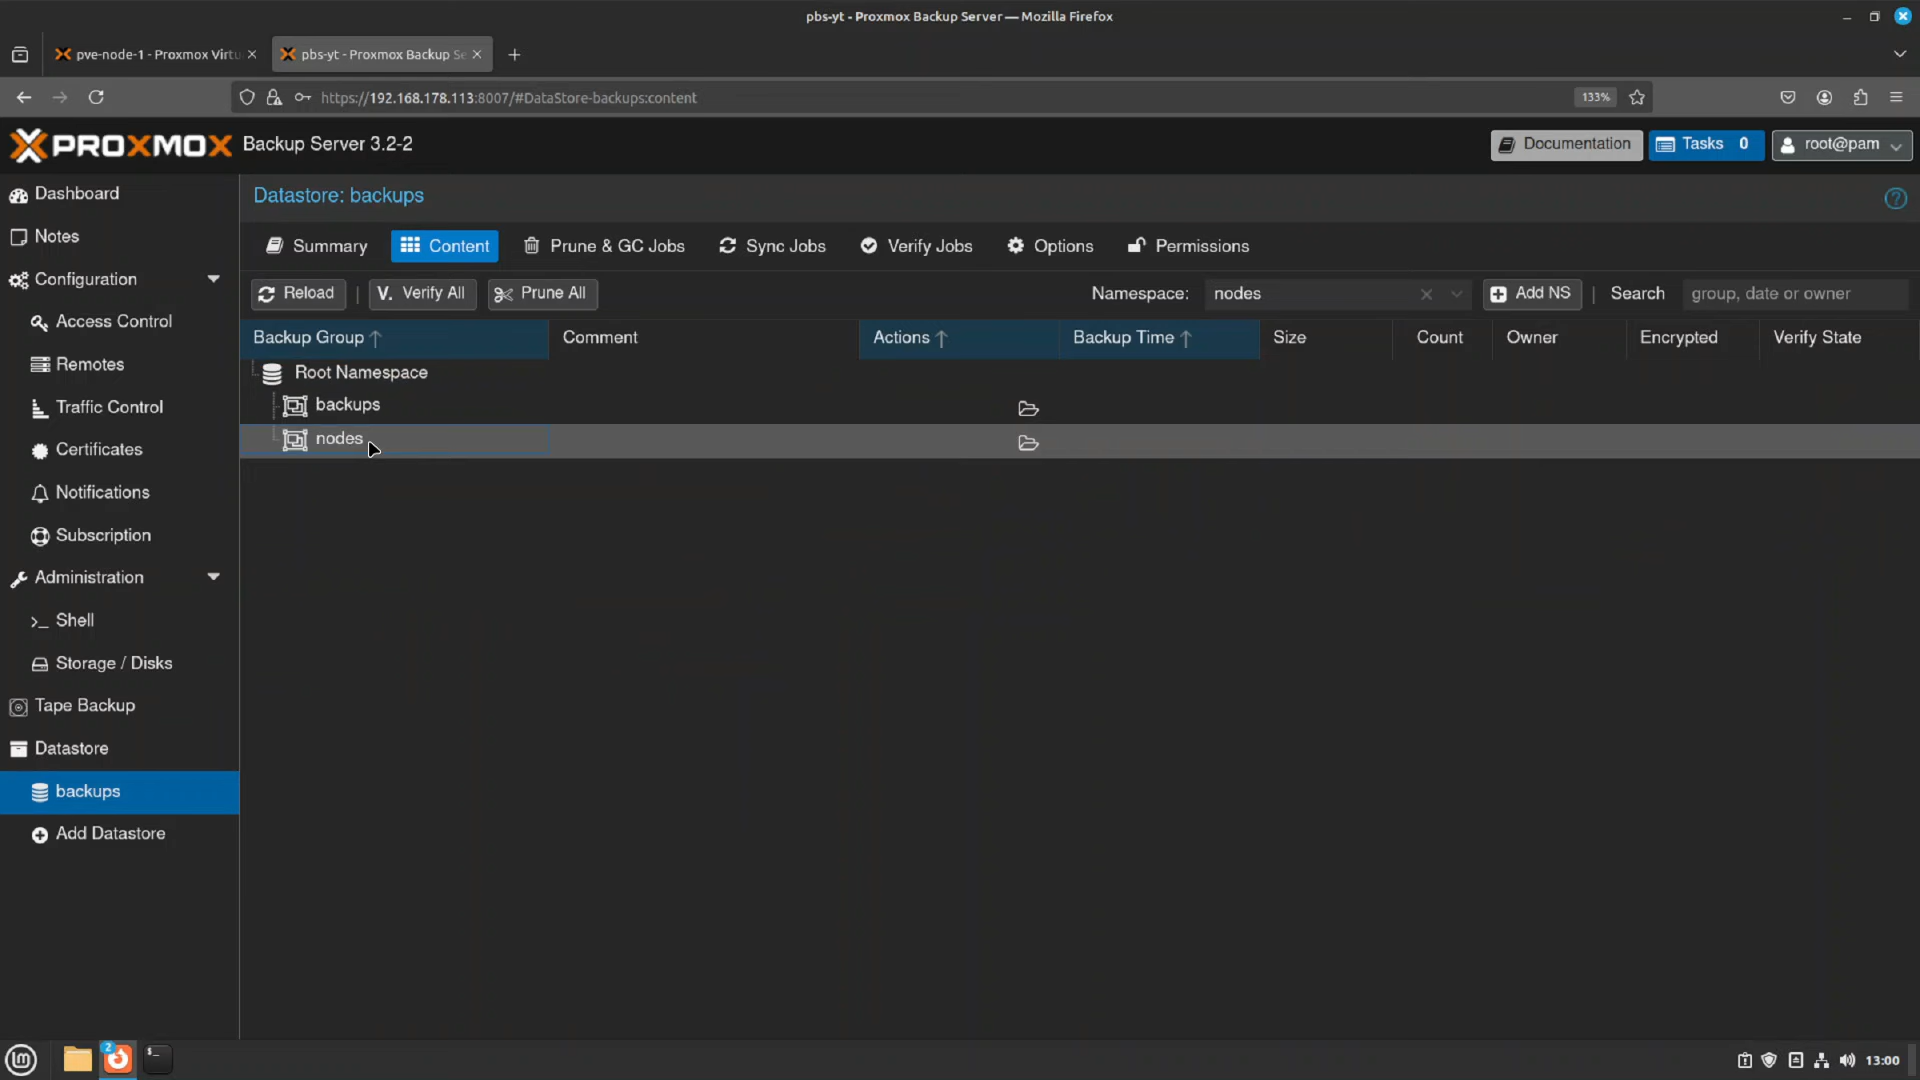 pbs-yt - Proxmox Backup Server — Mozilla Firefox
pve-node-1 - Proxmox Virtu
pbs-yt - Proxmox Backup Se
https://192.168.178.113:8007/#DataStore-backups:content
133%
PROXMOX Backup Server 3.2-2
Documentation
Tasks 0
root@pam
Dashboard
Notes
Configuration
Access Control
Remotes
Traffic Control
Certificates
Notifications
Subscription
Administration
>_ Shell
Storage / Disks
Tape Backup
Datastore
backups
Add Datastore
Datastore: backups
Summary Content Prune & GC Jobs Sync Jobs Verify Jobs Options Permissions
Reload | V. Verify All Prune All Namespace: nodes Add NS | Search group, date or owner
Backup Group Comment Actions Backup Time Size Count Owner Encrypted Verify State
Root Namespace
backups
nodes
2
13:00